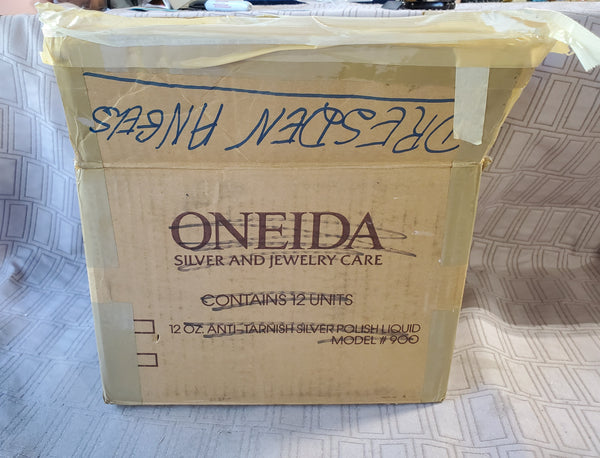 DRESDEN ANGELS
ONEIDA
SILVER AND JEWELRY CARE
CONTAINS 12 UNITS
12 OZ. ANTI-TARNISH SILVER POLISH LIQUID
MODEL # 900